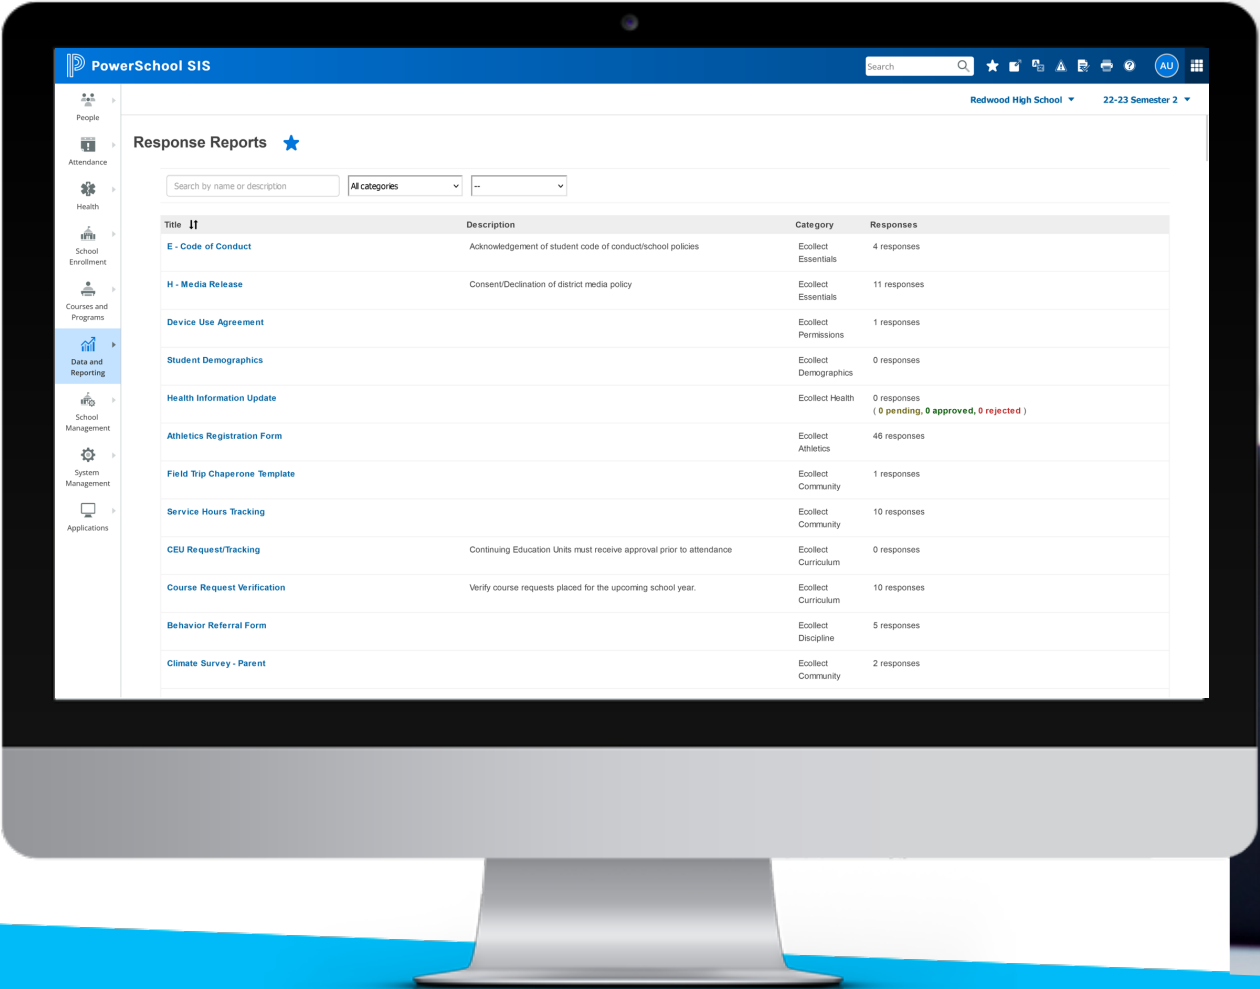 PowerSchool SIS
Search
AU
Redwood High School
22-23 Semester 2
People
Attendance
Health
School
Enrollment
Courses and
Programs
Data and
Reporting
School
Management
System
Management
Applications
Response Reports
Search by name or description
All categories
--
Title Description Category Responses
E - Code of Conduct Acknowledgement of student code of conduct/school policies Ecollect 4 responses
Essentials
H - Media Release Consent/Declination of district media policy Ecollect 11 responses
Essentials
Device Use Agreement Ecollect 1 responses
Permissions
Student Demographics Ecollect 0 responses
Demographics
Health Information Update Ecollect Health 0 responses
( 0 pending, 0 approved, 0 rejected )
Athletics Registration Form Ecollect 46 responses
Athletics
Field Trip Chaperone Template Ecollect 1 responses
Community
Service Hours Tracking Ecollect 10 responses
Community
CEU Request/Tracking Continuing Education Units must receive approval prior to attendance Ecollect 0 responses
Curriculum
Course Request Verification Verify course requests placed for the upcoming school year. Ecollect 10 responses
Curriculum
Behavior Referral Form Ecollect 5 responses
Discipline
Climate Survey - Parent Ecollect 2 responses
Community